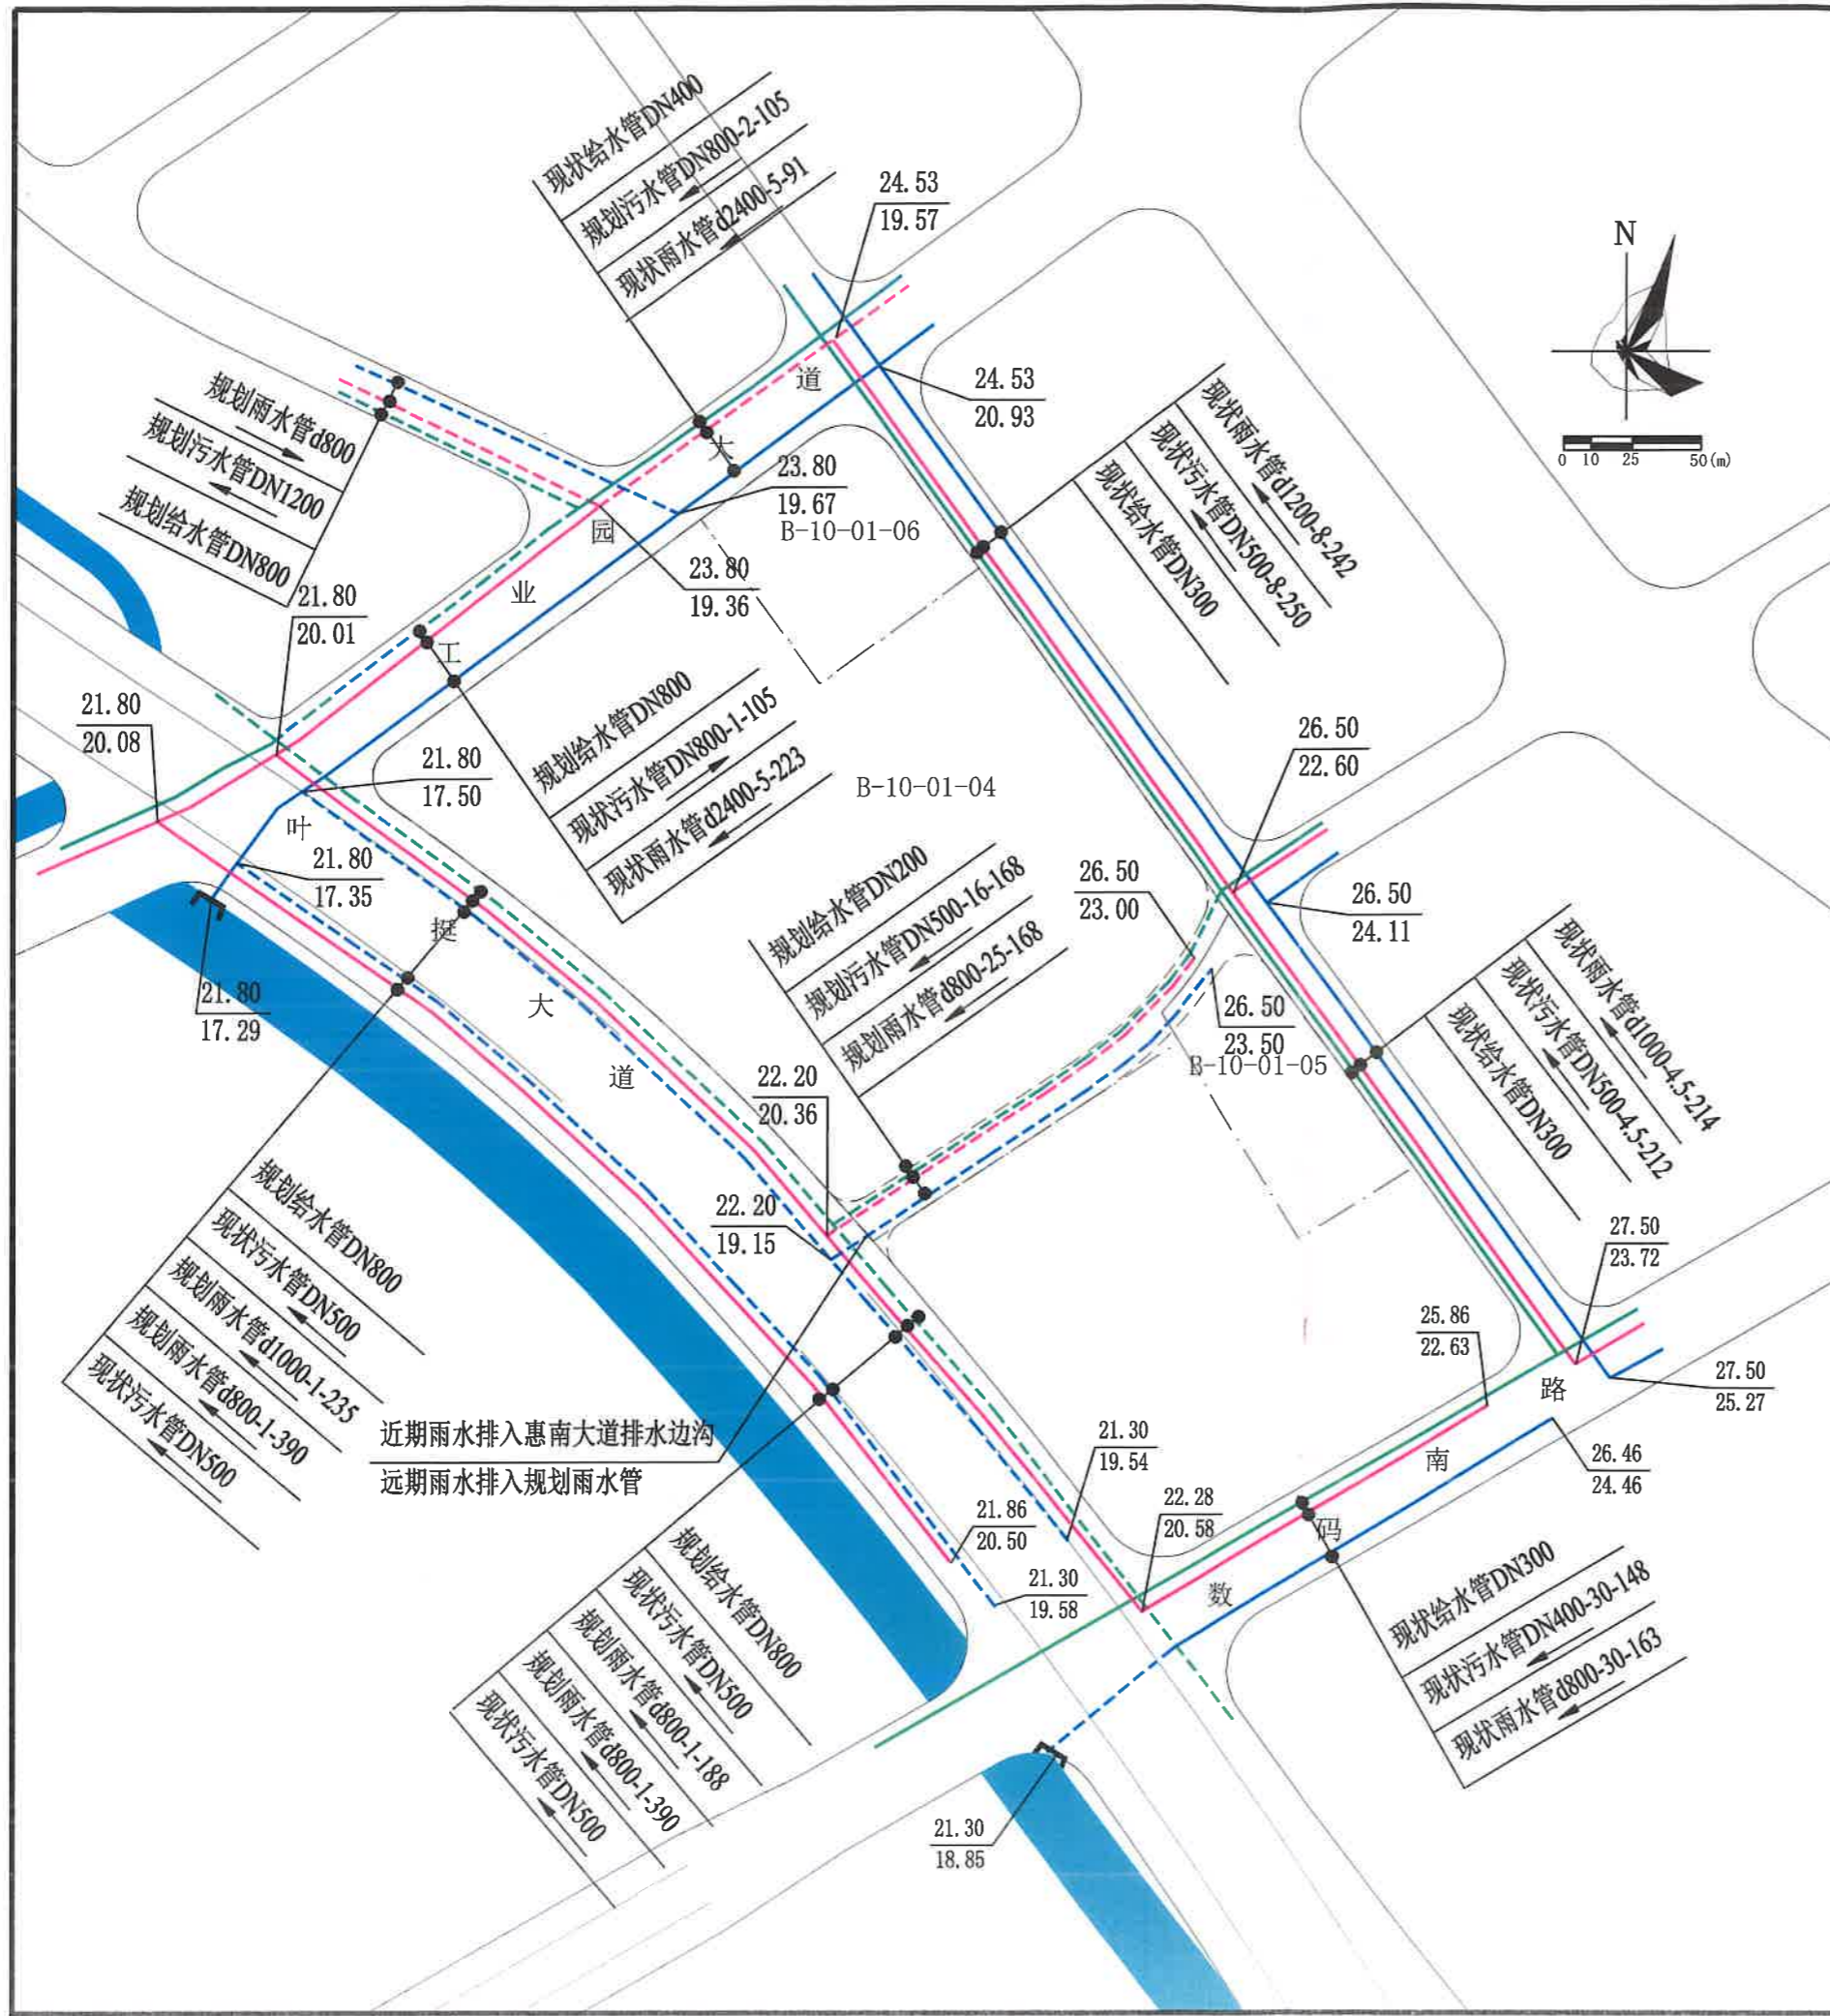 现状给水管DN400
规划污水管DN800-2-105
现状雨水管d2400-5-91
24.53
19.57
N
0 10 25 50(m)
规划雨水管d800
规划污水管DN1200
规划给水管DN800
24.53
20.93
现状雨水管d1200-8-242
现状污水管DN500-8-250
现状给水管DN300
23.80
19.67
B-10-01-06
23.80
19.36
道
大
园
业
工
21.80
20.01
21.80
20.08
21.80
17.50
规划给水管DN800
现状污水管DN800-1-105
现状雨水管d2400-5-223
B-10-01-04
26.50
22.60
21.80
17.35
叶
挺
大
道
21.80
17.29
规划给水管DN200
规划污水管DN500-16-168
规划雨水管d800-25-168
26.50
23.00
26.50
24.11
26.50
23.50
B-10-01-05
现状雨水管d1000-4.5-214
现状污水管DN500-4.5-212
现状给水管DN300
22.20
20.36
22.20
19.15
规划给水管DN800
现状污水管DN500
规划雨水管d1000-1-235
规划雨水管d800-1-390
现状污水管DN500
27.50
23.72
25.86
22.63
27.50
25.27
近期雨水排入惠南大道排水边沟
远期雨水排入规划雨水管
21.30
19.54
26.46
24.46
路
南
码
数
21.86
20.50
22.28
20.58
21.30
19.58
规划给水管DN800
现状污水管DN500
规划雨水管d800-1-188
规划雨水管d800-1-390
现状污水管DN500
现状给水管DN300
现状污水管DN400-30-148
现状雨水管d800-30-163
21.30
18.85